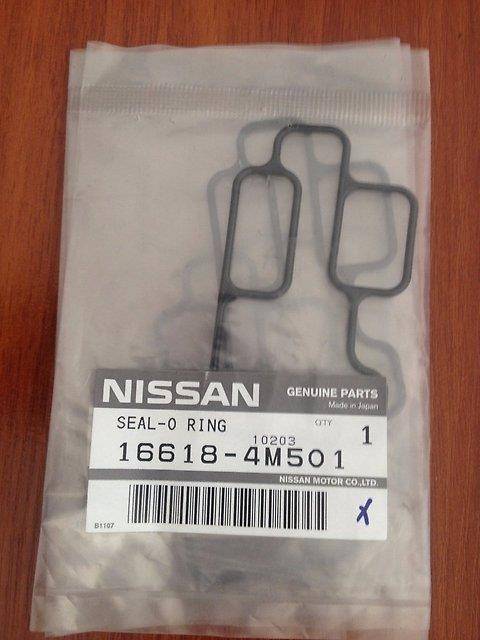 NISSAN GENUINE PARTS
Made in Japan
SEAL-O RING QTY 1
10203
16618-4M501
NISSAN MOTOR CO.,LTD.
B1107 X